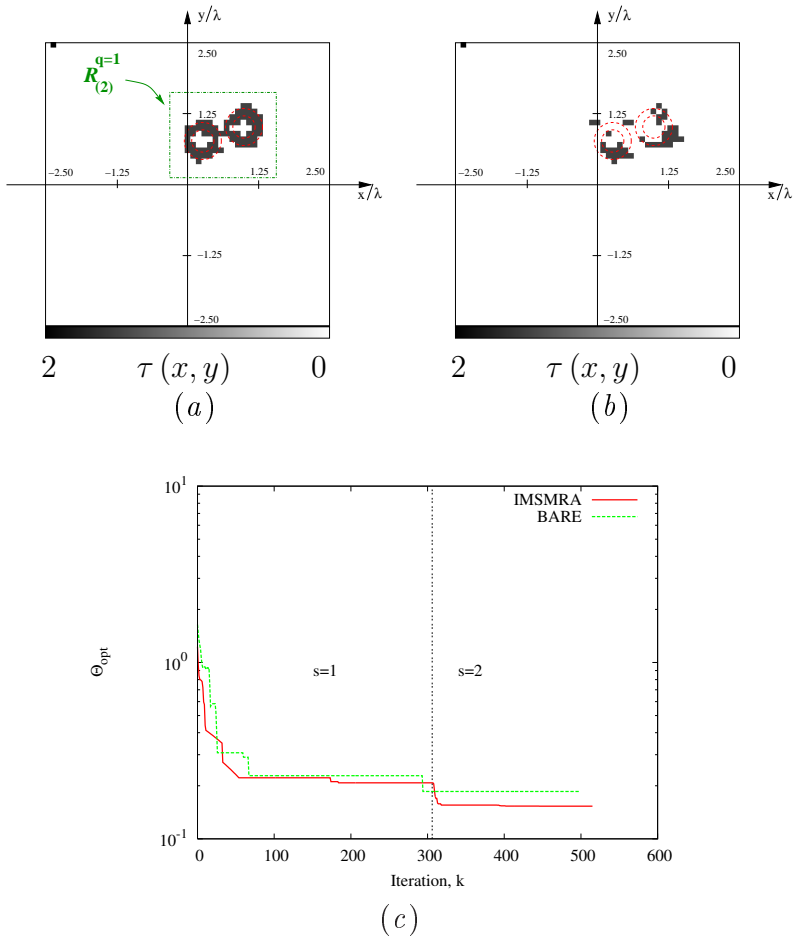 y/λ
2.50
q=1
R(2)
1.25
−2.50 −1.25 1.25 2.50
x/λ
−1.25
−2.50
2 τ (x, y) 0
(a)
y/λ
2.50
1.25
−2.50 −1.25 1.25 2.50
x/λ
−1.25
−2.50
2 τ (x, y) 0
(b)
10^1
IMSMRA
BARE
10^0
Θopt
s=1 s=2
10^-1
0 100 200 300 400 500 600
Iteration, k
(c)